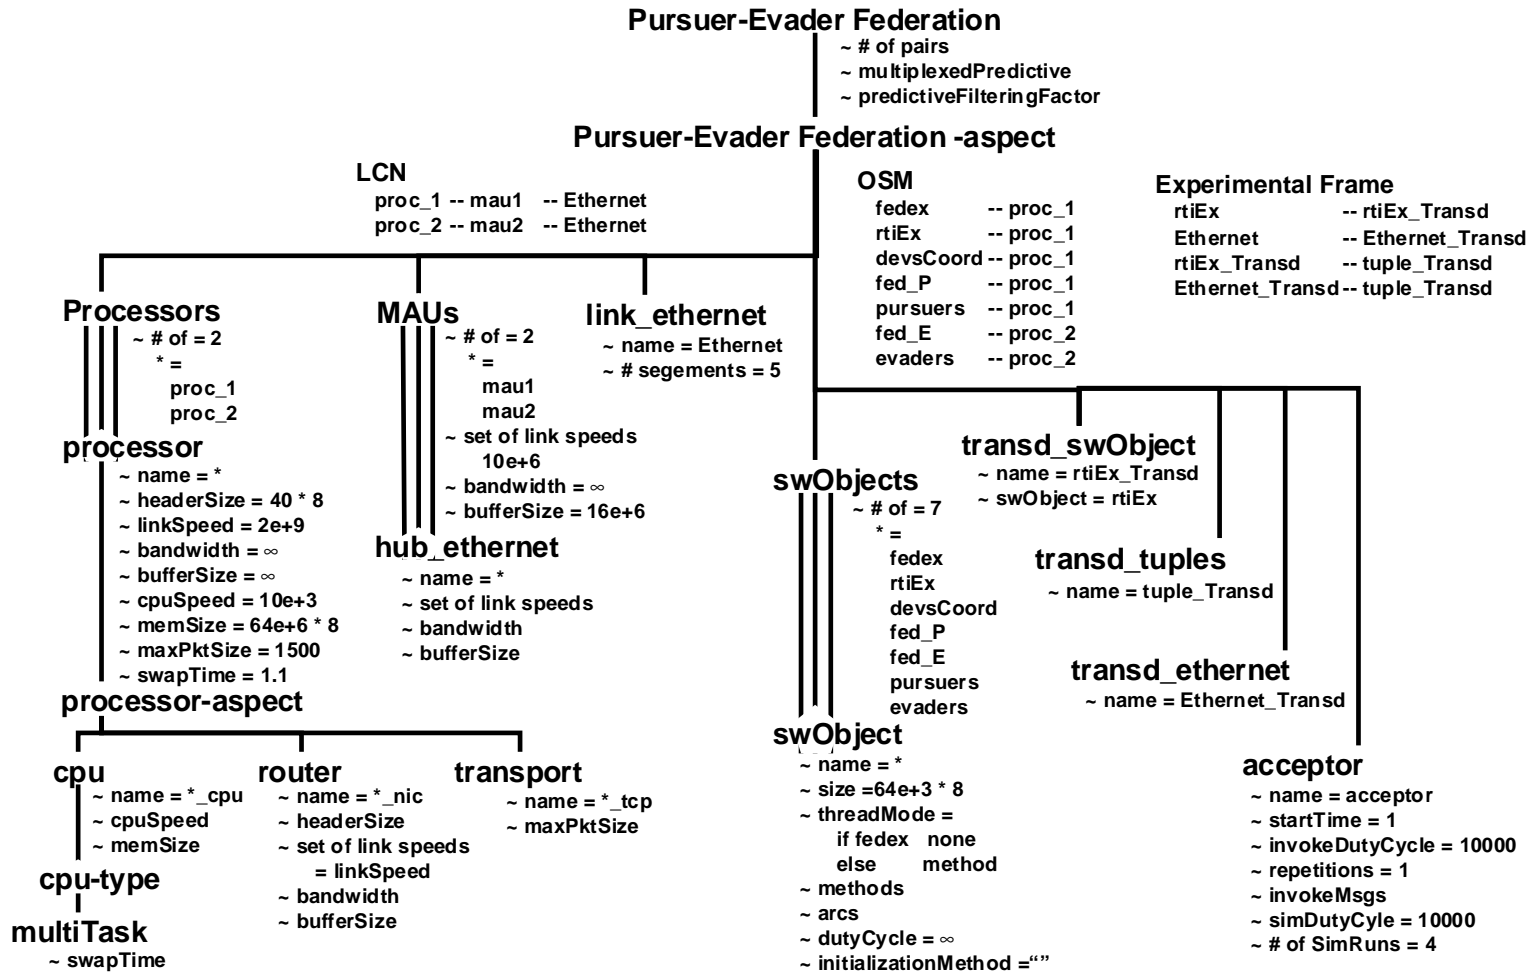 Pursuer-Evader Federation
~ # of pairs
~ multiplexedPredictive
~ predictiveFilteringFactor
Pursuer-Evader Federation -aspect
LCN
proc_1 -- mau1 -- Ethernet
proc_2 -- mau2 -- Ethernet
OSM
fedex -- proc_1
rtiEx -- proc_1
devsCoord -- proc_1
fed_P -- proc_1
pursuers -- proc_1
fed_E -- proc_2
evaders -- proc_2
Experimental Frame
rtiEx -- rtiEx_Transd
Ethernet -- Ethernet_Transd
rtiEx_Transd -- tuple_Transd
Ethernet_Transd -- tuple_Transd
Processors
~ # of = 2
* =
proc_1
proc_2
processor
~ name = *
~ headerSize = 40 * 8
~ linkSpeed = 2e+9
~ bandwidth = ∞
~ bufferSize = ∞
~ cpuSpeed = 10e+3
~ memSize = 64e+6 * 8
~ maxPktSize = 1500
~ swapTime = 1.1
processor-aspect
cpu
~ name = *_cpu
~ cpuSpeed
~ memSize
cpu-type
multiTask
~ swapTime
router
~ name = *_nic
~ headerSize
~ set of link speeds
= linkSpeed
~ bandwidth
~ bufferSize
transport
~ name = *_tcp
~ maxPktSize
MAUs
~ # of = 2
* =
mau1
mau2
~ set of link speeds
10e+6
~ bandwidth = ∞
~ bufferSize = 16e+6
hub_ethernet
~ name = *
~ set of link speeds
~ bandwidth
~ bufferSize
link_ethernet
~ name = Ethernet
~ # segements = 5
swObjects
~ # of = 7
* =
fedex
rtiEx
devsCoord
fed_P
fed_E
pursuers
evaders
swObject
~ name = *
~ size =64e+3 * 8
~ threadMode =
if fedex none
else method
~ methods
~ arcs
~ dutyCycle = ∞
~ initializationMethod =“”
transd_swObject
~ name = rtiEx_Transd
~ swObject = rtiEx
transd_tuples
~ name = tuple_Transd
transd_ethernet
~ name = Ethernet_Transd
acceptor
~ name = acceptor
~ startTime = 1
~ invokeDutyCycle = 10000
~ repetitions = 1
~ invokeMsgs
~ simDutyCyle = 10000
~ # of SimRuns = 4